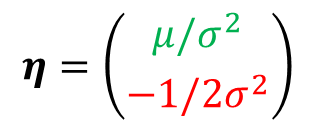 η = ( μ/σ²
−1/2σ² )